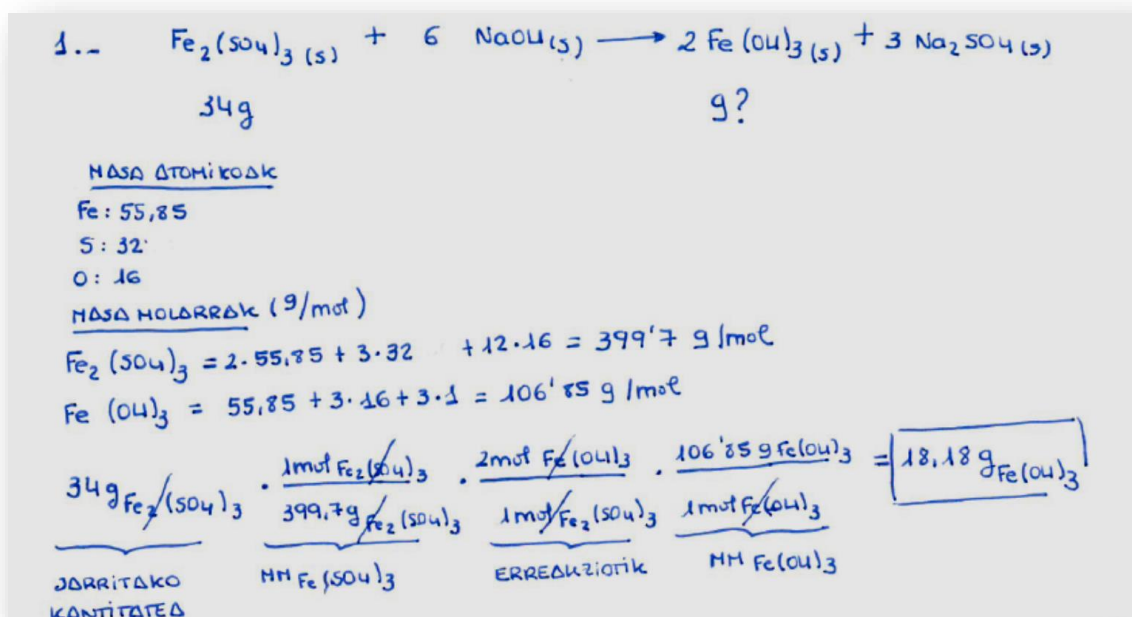 1.- Fe₂(SO₄)₃ (s) + 6 NaOH(s) ⟶ 2 Fe(OH)₃ (s) + 3 Na₂SO₄ (s)
34g g?
MASA ATOMIKOAK
Fe: 55,85
S: 32
O: 16
MASA MOLARRAK (g/mol)
Fe₂(SO₄)₃ = 2·55,85 + 3·32 + 12·16 = 399'7 g/mol
Fe (OH)₃ = 55,85 + 3·16 + 3·1 = 106'85 g/mol
34g Fe₂(SO₄)₃ · 1mol Fe₂(SO₄)₃ / 399,7g Fe₂(SO₄)₃ · 2mol Fe(OH)₃ / 1mol Fe₂(SO₄)₃ · 106'85 g Fe(OH)₃ / 1mol Fe(OH)₃ = 18,18 g Fe(OH)₃
JARRITAKO KANTITATEA
MM Fe(SO₄)₃
ERREAKZIOTIK
MM Fe(OH)₃